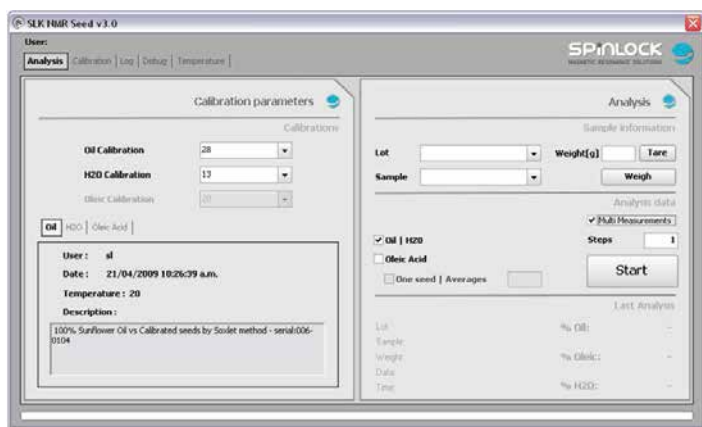 SLK NMR Seed v3.0
User:
SPINLOCK
MAGNETIC RESONANCE SOLUTIONS
Analysis Calibration Log Debug Temperature
Calibration parameters
Calibrations
Oil Calibration 28
H2O Calibration 13
Oleic Calibration 20
Oil H2O Oleic Acid
User: sl
Date: 21/04/2009 10:26:39 a.m.
Temperature: 20
Description:
100% Sunflower Oil vs Calibrated seeds by Soxlet method - serial:006-
0104
Analysis
Sample information
Lot Weight[g] Tare
Sample Weigh
Analysis data
Multi Measurements
Oil | H2O Steps 1
Oleic Acid
One seed | Averages
Start
Last Analysis
Lot % Oil: -
Sample
Weight % Oleic: -
Data
Time % H2O: -